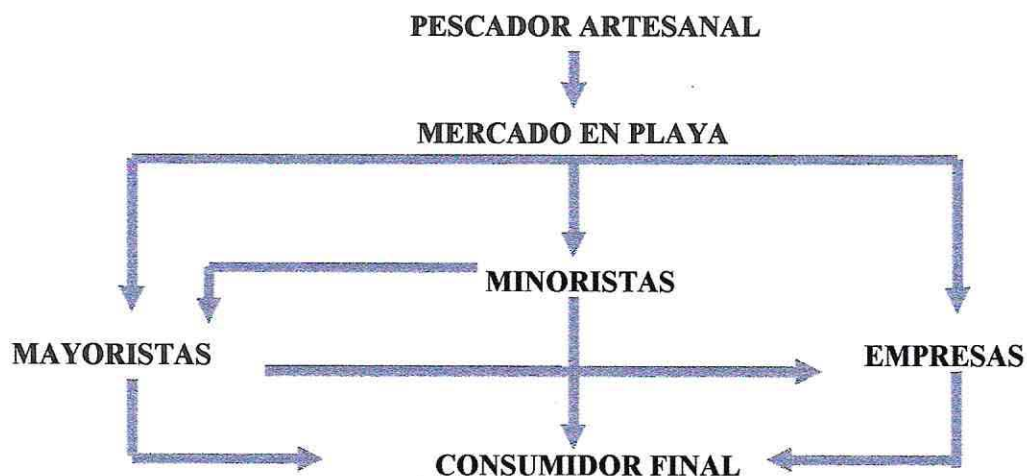 PESCADOR ARTESANAL
MERCADO EN PLAYA
MINORISTAS
MAYORISTAS
EMPRESAS
CONSUMIDOR FINAL